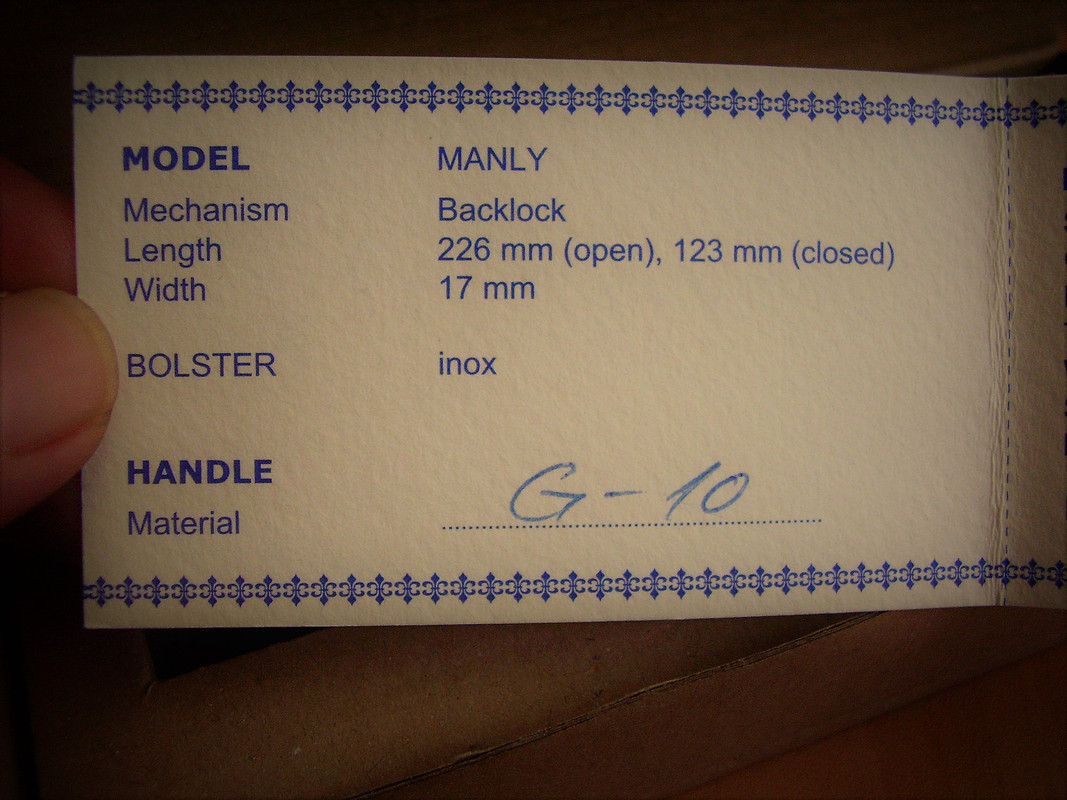 MODEL MANLY
Mechanism Backlock
Length 226 mm (open), 123 mm (closed)
Width 17 mm
BOLSTER inox
HANDLE
Material G-10